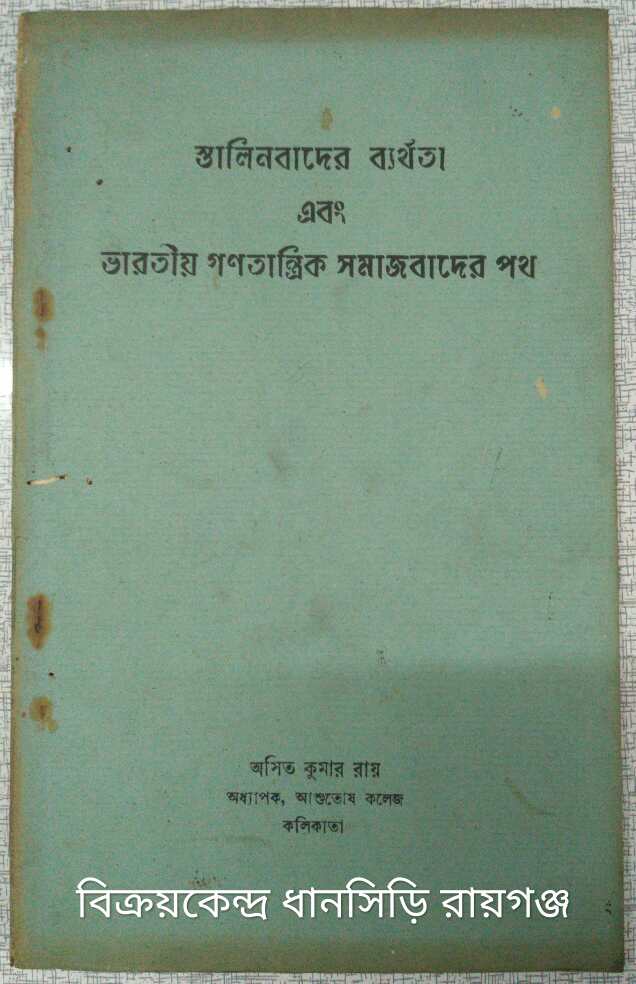 স্তালিনবাদের ব্যর্থতা
এবং
ভারতীয় গণতান্ত্রিক সমাজবাদের পথ
অসিত কুমার রায়
অধ্যাপক, আশুতোষ কলেজ
কলিকাতা
বিক্রয়কেন্দ্র ধানসিড়ি রায়গঞ্জ